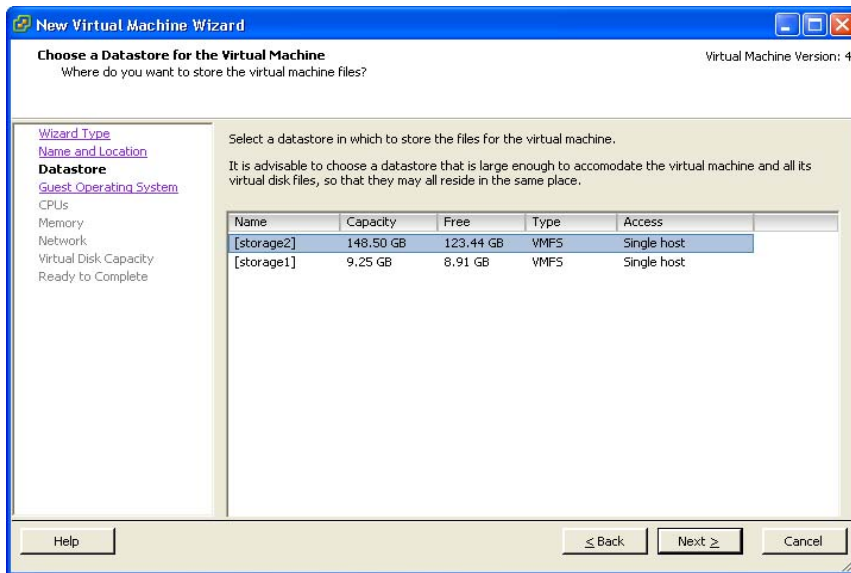 New Virtual Machine Wizard
Choose a Datastore for the Virtual Machine
Where do you want to store the virtual machine files?
Virtual Machine Version: 4
Wizard Type
Name and Location
Datastore
Guest Operating System
CPUs
Memory
Network
Virtual Disk Capacity
Ready to Complete
Select a datastore in which to store the files for the virtual machine.
It is advisable to choose a datastore that is large enough to accomodate the virtual machine and all its
virtual disk files, so that they may all reside in the same place.
Name Capacity Free Type Access
[storage2] 148.50 GB 123.44 GB VMFS Single host
[storage1] 9.25 GB 8.91 GB VMFS Single host
Help
< Back
Next >
Cancel